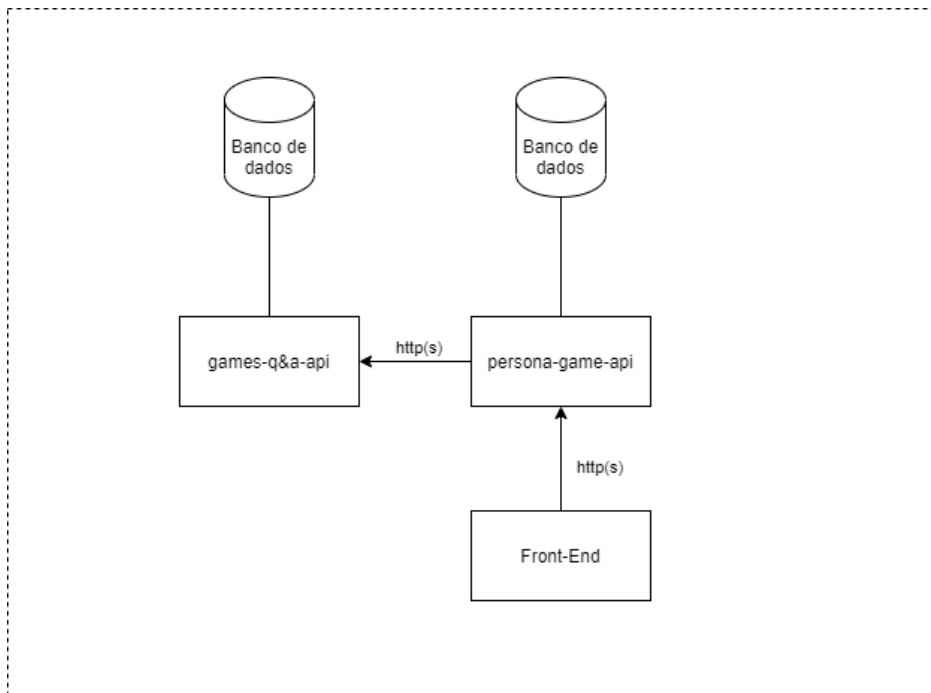 Banco de
dados
Banco de
dados
games-q&a-api
http(s)
persona-game-api
http(s)
Front-End